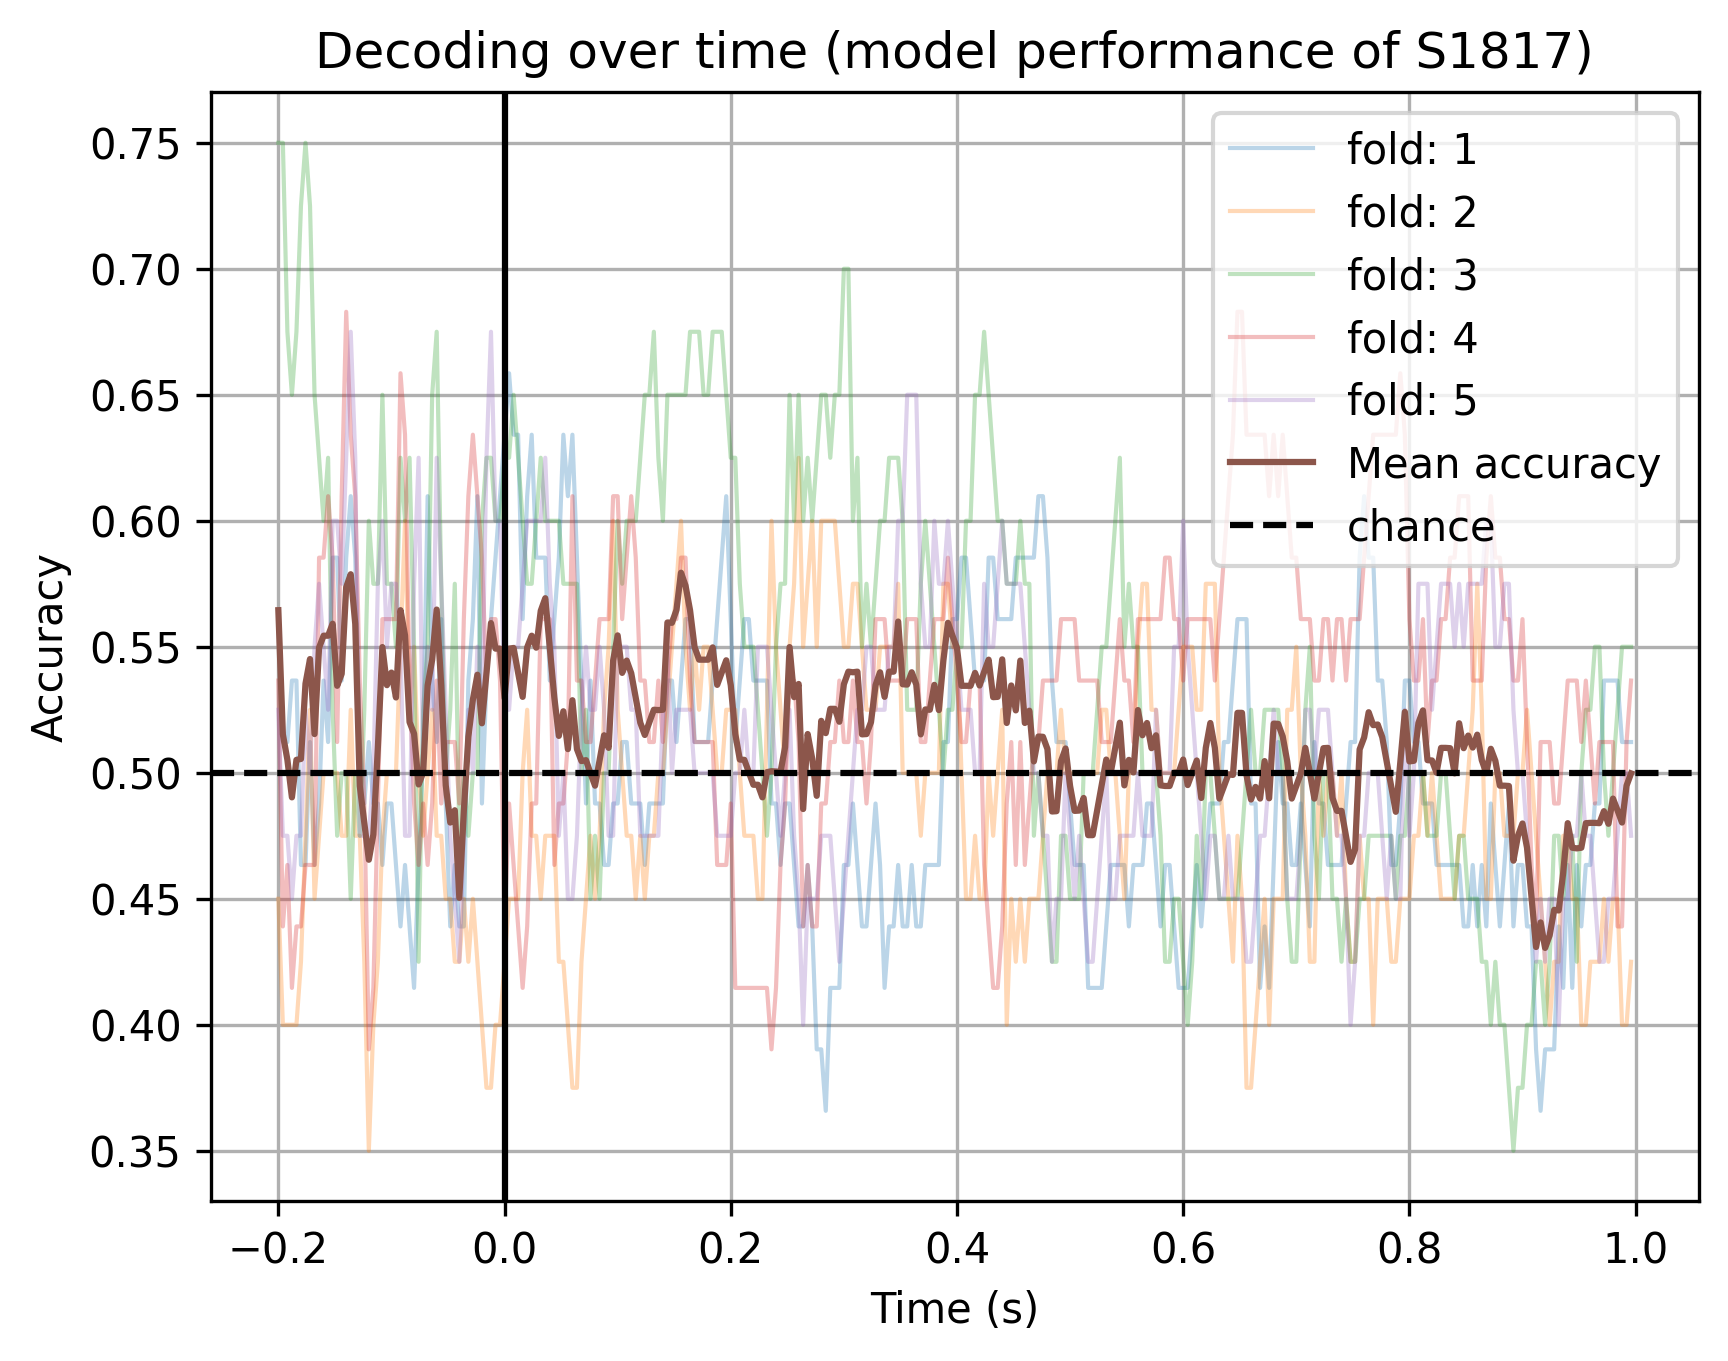 Decoding over time (model performance of S1817)
fold: 1
fold: 2
fold: 3
fold: 4
fold: 5
Mean accuracy
chance
Accuracy
0.75
0.70
0.65
0.60
0.55
0.50
0.45
0.40
0.35
−0.2 0.0 0.2 0.4 0.6 0.8 1.0
Time (s)